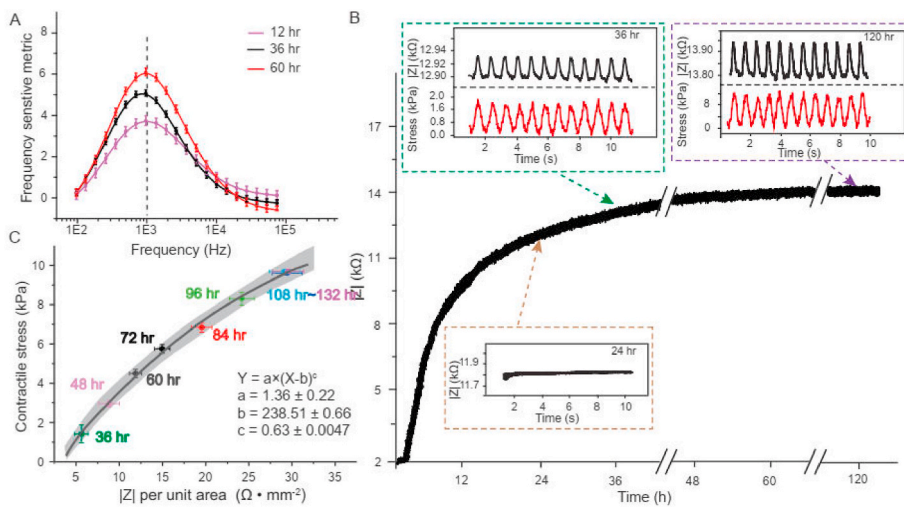 A
Frequency senstive metric
8
6
4
2
0
12 hr
36 hr
60 hr
1E2
1E3
1E4
1E5
Frequency (Hz)
B
|Z| (kΩ)
17
14
11
8
5
2
12
24
36
48
60
120
Time (h)
36 hr
|Z| (kΩ)
12.94
12.92
12.90
Stress (kPa)
2.0
1.6
1.2
0.8
0.0
2
4
6
8
10
Time (s)
120 hr
|Z| (kΩ)
13.90
13.80
Stress (kPa)
10
5
0
2
4
6
8
10
Time (s)
24 hr
|Z| (kΩ)
11.9
11.7
2
4
6
8
10
Time (s)
C
Contractile stress (kPa)
10
8
6
4
2
0
36 hr
48 hr
60 hr
72 hr
84 hr
96 hr
108 hr~132 hr
Y = a×(X-b)ᶜ
a = 1.36 ± 0.22
b = 238.51 ± 0.66
c = 0.63 ± 0.0047
5
10
15
20
25
30
35
|Z| per unit area (Ω • mm⁻²)